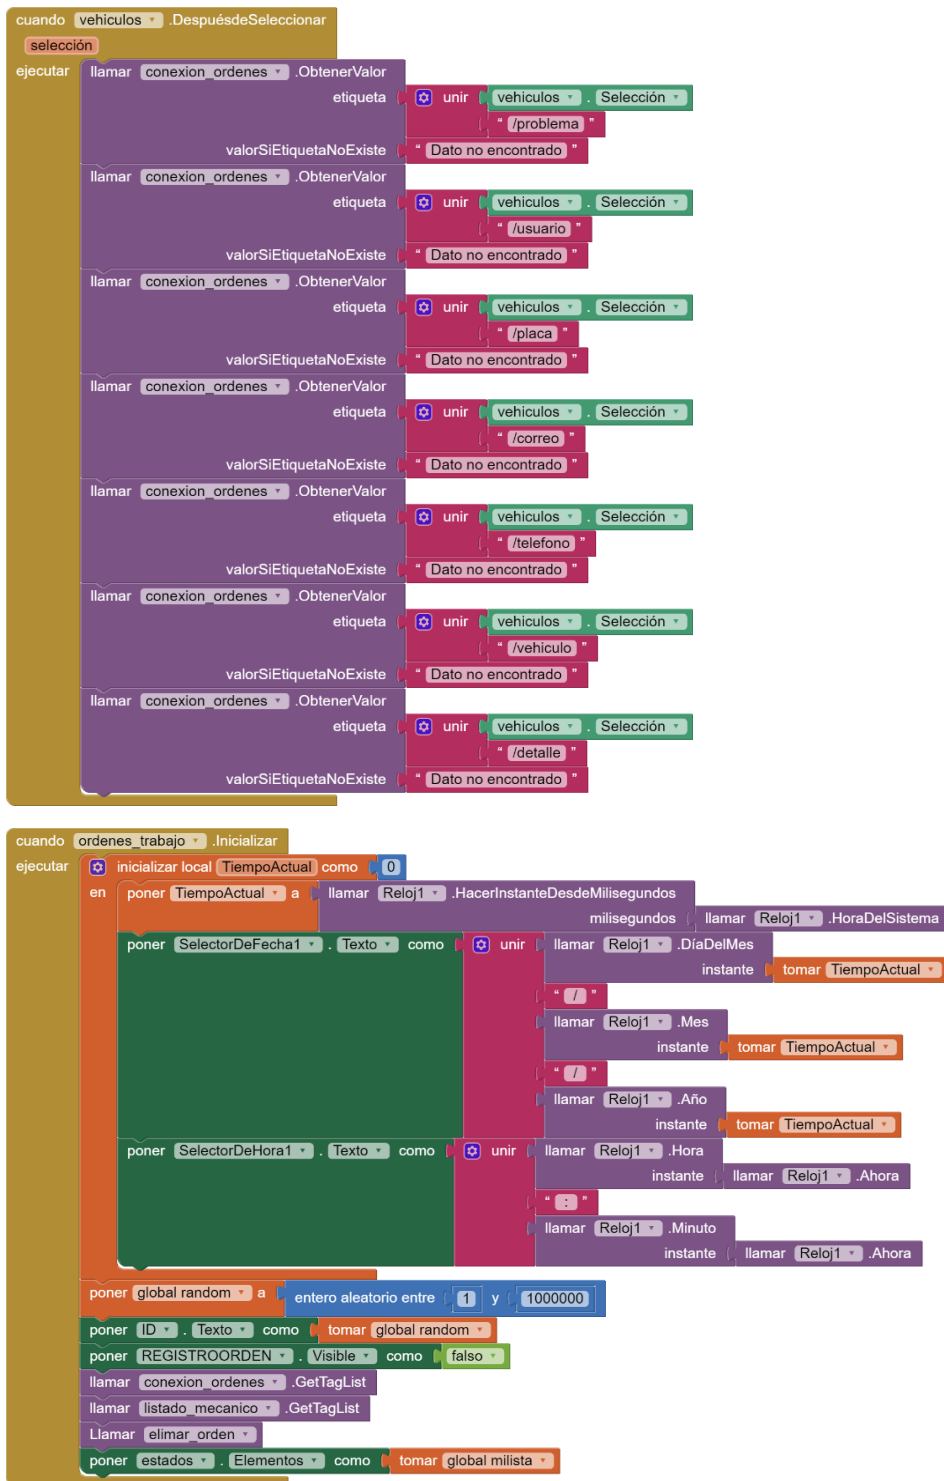 cuando vehiculos .DespuésdeSeleccionar
selección
ejecutar llamar conexion_ordenes .ObtenerValor
etiqueta unir vehiculos . Selección
" /problema "
valorSiEtiquetaNoExiste " Dato no encontrado "
llamar conexion_ordenes .ObtenerValor
etiqueta unir vehiculos . Selección
" /usuario "
valorSiEtiquetaNoExiste " Dato no encontrado "
llamar conexion_ordenes .ObtenerValor
etiqueta unir vehiculos . Selección
" /placa "
valorSiEtiquetaNoExiste " Dato no encontrado "
llamar conexion_ordenes .ObtenerValor
etiqueta unir vehiculos . Selección
" /correo "
valorSiEtiquetaNoExiste " Dato no encontrado "
llamar conexion_ordenes .ObtenerValor
etiqueta unir vehiculos . Selección
" /telefono "
valorSiEtiquetaNoExiste " Dato no encontrado "
llamar conexion_ordenes .ObtenerValor
etiqueta unir vehiculos . Selección
" /vehiculo "
valorSiEtiquetaNoExiste " Dato no encontrado "
llamar conexion_ordenes .ObtenerValor
etiqueta unir vehiculos . Selección
" /detalle "
valorSiEtiquetaNoExiste " Dato no encontrado "
cuando ordenes_trabajo .Inicializar
ejecutar inicializar local TiempoActual como 0
en poner TiempoActual a llamar Reloj1 .HacerInstanteDesdeMilisegundos
milisegundos llamar Reloj1 .HoraDelSistema
poner SelectorDeFecha1 . Texto como unir llamar Reloj1 .DíaDelMes
instante tomar TiempoActual
" / "
llamar Reloj1 .Mes
instante tomar TiempoActual
" / "
llamar Reloj1 .Año
instante tomar TiempoActual
poner SelectorDeHora1 . Texto como unir llamar Reloj1 .Hora
instante llamar Reloj1 .Ahora
" : "
llamar Reloj1 .Minuto
instante llamar Reloj1 .Ahora
poner global random a entero aleatorio entre 1 y 1000000
poner ID . Texto como tomar global random
poner REGISTROORDEN . Visible como falso
llamar conexion_ordenes .GetTagList
llamar listado_mecanico .GetTagList
Llamar elimar_orden
poner estados . Elementos como tomar global milista